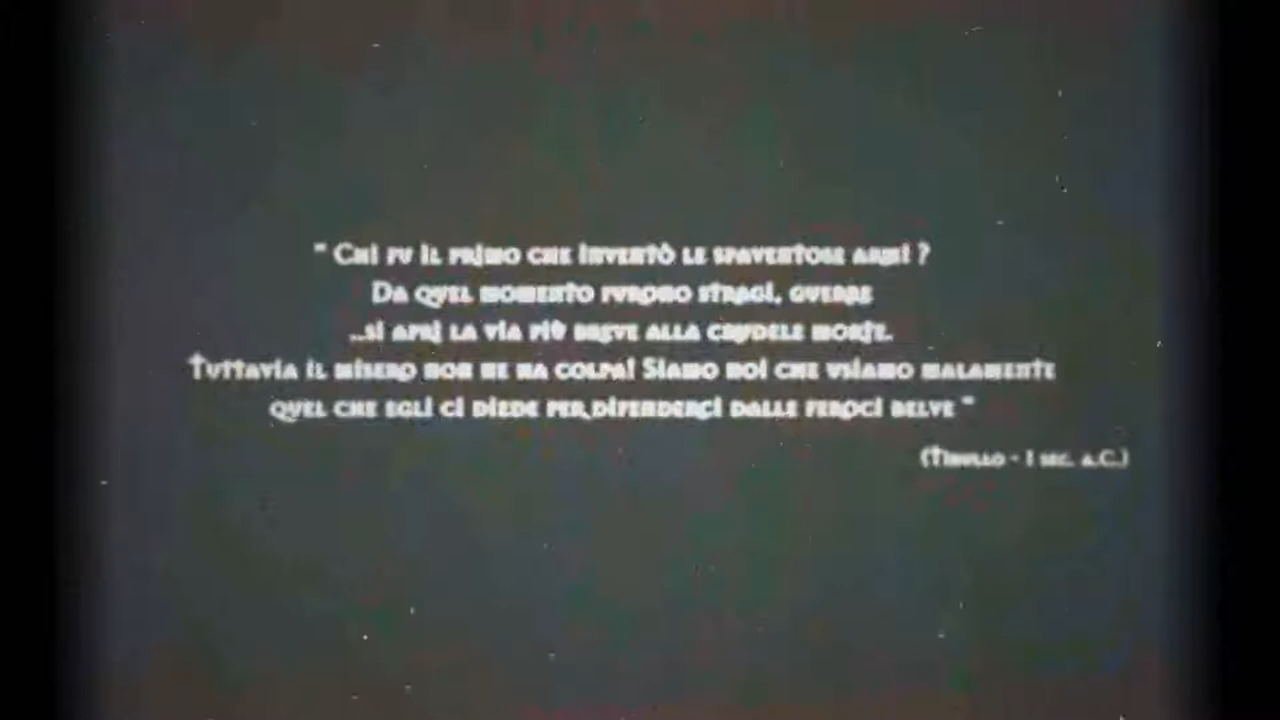 " Chi fu il primo che inventò le spaventose armi ?
Da quel momento furono stragi, guerre
...si aprì la via più breve alla crudele morte.
Tuttavia il misero non ne ha colpa! Siamo noi che usiamo malamente
quel che egli ci diede per difenderci dalle feroci belve "
(Tibullo - I sec. a.C.)